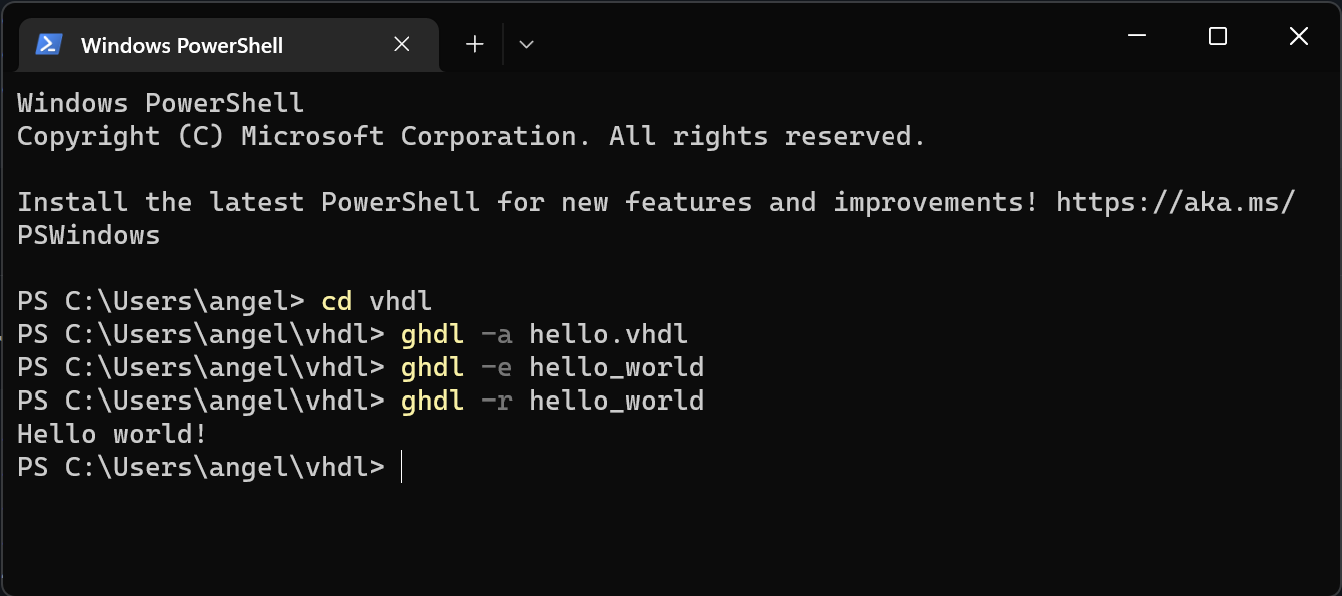 Windows PowerShell
Windows PowerShell
Copyright (C) Microsoft Corporation. All rights reserved.
Install the latest PowerShell for new features and improvements! https://aka.ms/
PSWindows
PS C:\Users\angel> cd vhdl
PS C:\Users\angel\vhdl> ghdl -a hello.vhdl
PS C:\Users\angel\vhdl> ghdl -e hello_world
PS C:\Users\angel\vhdl> ghdl -r hello_world
Hello world!
PS C:\Users\angel\vhdl>